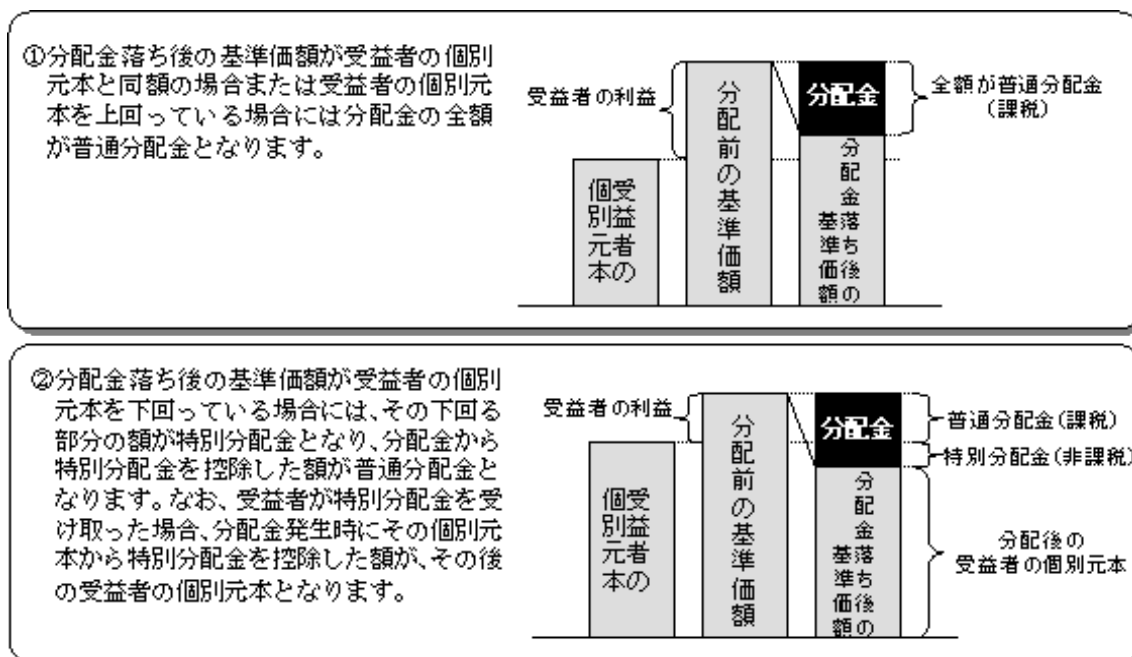 ①分配金落ち後の基準価額が受益者の個別
元本と同額の場合または受益者の個別元
本を上回っている場合には分配金の全額
が普通分配金となります。
受益者の利益
受益者の
個別元本
分配前の基準価額
分配金
分配金落ち後の
基準価額
全額が普通分配金
(課税)
②分配金落ち後の基準価額が受益者の個別
元本を下回っている場合には、その下回る
部分の額が特別分配金となり、分配金から
特別分配金を控除した額が普通分配金と
なります。なお、受益者が特別分配金を受
け取った場合、分配金発生時にその個別元
本から特別分配金を控除した額が、その後
の受益者の個別元本となります。
受益者の利益
受益者の
個別元本
分配前の基準価額
分配金
分配金落ち後の
基準価額
普通分配金(課税)
特別分配金(非課税)
分配後の
受益者の個別元本